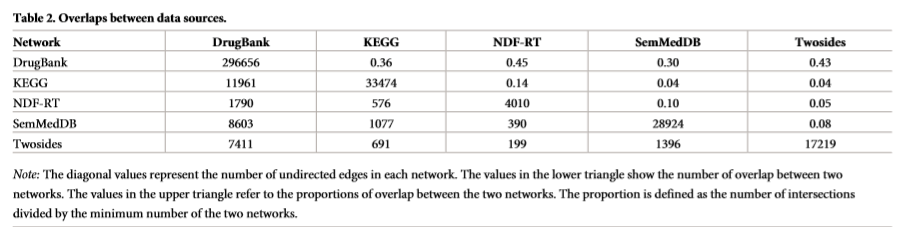 Table 2. Overlaps between data sources.
Network DrugBank KEGG NDF-RT SemMedDB Twosides
DrugBank 296656 0.36 0.45 0.30 0.43
KEGG 11961 33474 0.14 0.04 0.04
NDF-RT 1790 576 4010 0.10 0.05
SemMedDB 8603 1077 390 28924 0.08
Twosides 7411 691 199 1396 17219
Note: The diagonal values represent the number of undirected edges in each network. The values in the lower triangle show the number of overlap between two
networks. The values in the upper triangle refer to the proportions of overlap between the two networks. The proportion is defined as the number of intersections
divided by the minimum number of the two networks.